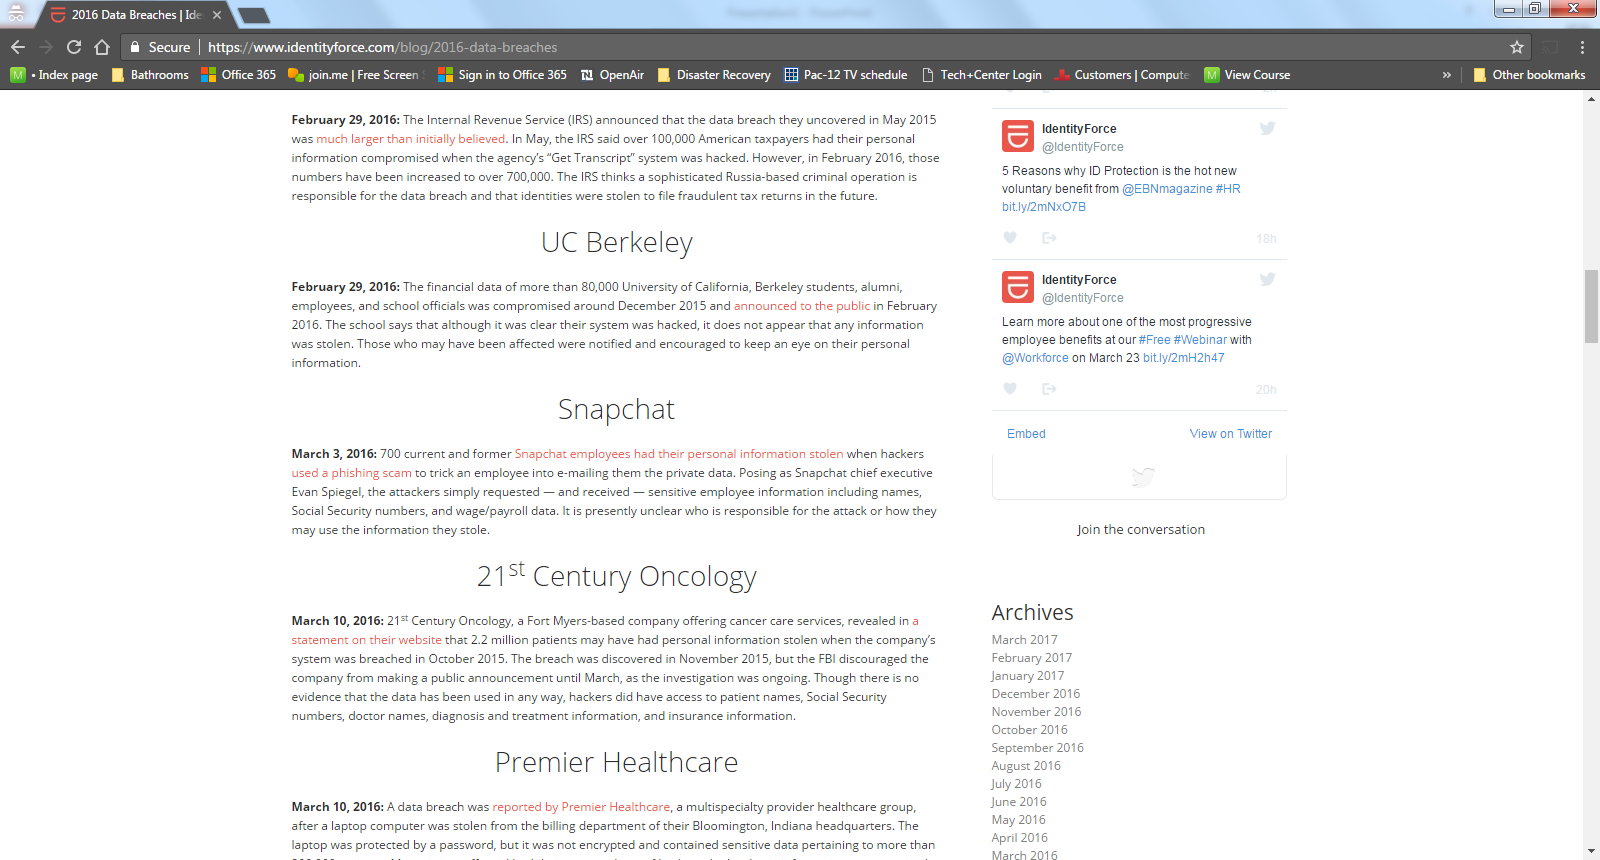 2016 Data Breaches | Ide
Secure
https://www.identityforce.com/blog/2016-data-breaches
• Index page
Bathrooms
Office 365
join.me | Free Screen
Sign in to Office 365
OpenAir
Disaster Recovery
Pac-12 TV schedule
Tech+Center Login
Customers | Compute
View Course
»
Other bookmarks
February 29, 2016: The Internal Revenue Service (IRS) announced that the data breach they uncovered in May 2015
was much larger than initially believed. In May, the IRS said over 100,000 American taxpayers had their personal
information compromised when the agency’s “Get Transcript” system was hacked. However, in February 2016, those
numbers have been increased to over 700,000. The IRS thinks a sophisticated Russia-based criminal operation is
responsible for the data breach and that identities were stolen to file fraudulent tax returns in the future.
UC Berkeley
February 29, 2016: The financial data of more than 80,000 University of California, Berkeley students, alumni,
employees, and school officials was compromised around December 2015 and announced to the public in February
2016. The school says that although it was clear their system was hacked, it does not appear that any information
was stolen. Those who may have been affected were notified and encouraged to keep an eye on their personal
information.
Snapchat
March 3, 2016: 700 current and former Snapchat employees had their personal information stolen when hackers
used a phishing scam to trick an employee into e-mailing them the private data. Posing as Snapchat chief executive
Evan Spiegel, the attackers simply requested — and received — sensitive employee information including names,
Social Security numbers, and wage/payroll data. It is presently unclear who is responsible for the attack or how they
may use the information they stole.
21st Century Oncology
March 10, 2016: 21st Century Oncology, a Fort Myers-based company offering cancer care services, revealed in a
statement on their website that 2.2 million patients may have had personal information stolen when the company’s
system was breached in October 2015. The breach was discovered in November 2015, but the FBI discouraged the
company from making a public announcement until March, as the investigation was ongoing. Though there is no
evidence that the data has been used in any way, hackers did have access to patient names, Social Security
numbers, doctor names, diagnosis and treatment information, and insurance information.
Premier Healthcare
March 10, 2016: A data breach was reported by Premier Healthcare, a multispecialty provider healthcare group,
after a laptop computer was stolen from the billing department of their Bloomington, Indiana headquarters. The
laptop was protected by a password, but it was not encrypted and contained sensitive data pertaining to more than
IdentityForce
@IdentityForce
5 Reasons why ID Protection is the hot new
voluntary benefit from @EBNmagazine #HR
bit.ly/2mNxO7B
18h
IdentityForce
@IdentityForce
Learn more about one of the most progressive
employee benefits at our #Free #Webinar with
@Workforce on March 23 bit.ly/2mH2h47
20h
Embed
View on Twitter
Join the conversation
Archives
March 2017
February 2017
January 2017
December 2016
November 2016
October 2016
September 2016
August 2016
July 2016
June 2016
May 2016
April 2016
March 2016